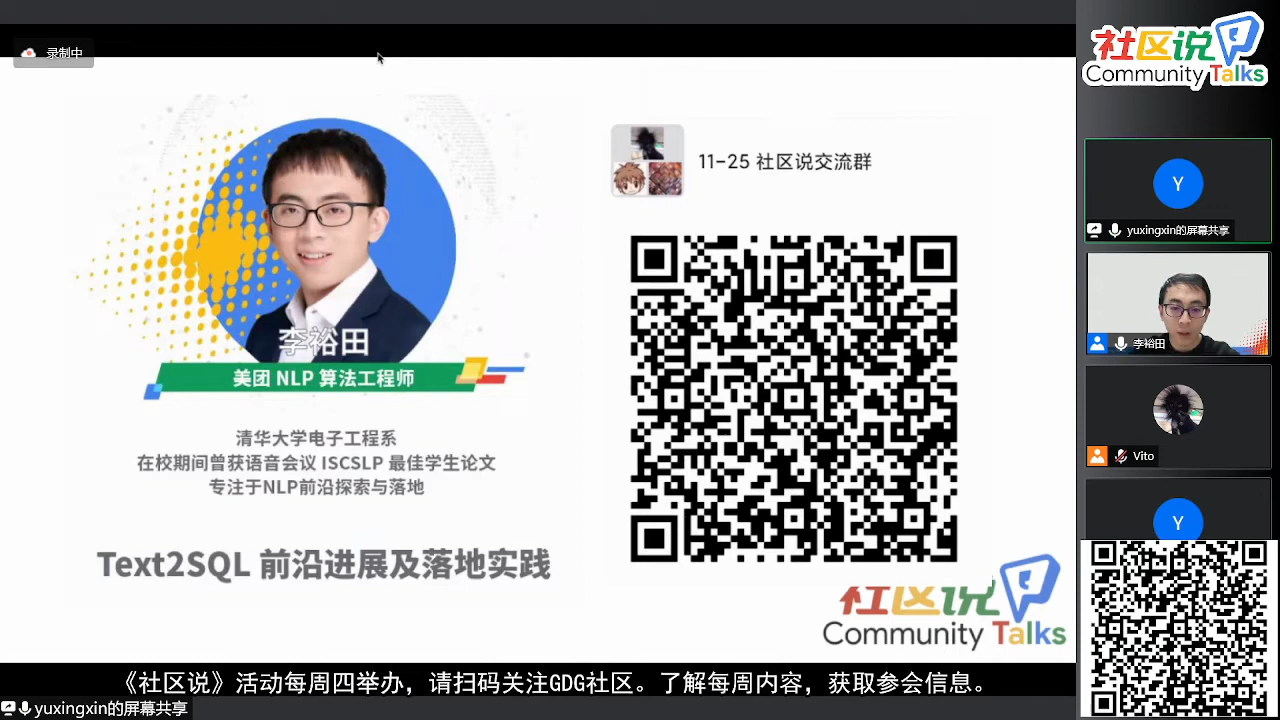 录制中
李裕田
美团 NLP 算法工程师
清华大学电子工程系
在校期间曾获语音会议 ISCSLP 最佳学生论文
专注于NLP前沿探索与落地
Text2SQL 前沿进展及落地实践
11-25 社区说交流群
社区说
Community Talks
《社区说》活动每周四举办，请扫码关注GDG社区。了解每周内容，获取参会信息。
yuxingxin的屏幕共享
社区说
Community Talks
Y
yuxingxin的屏幕共享
李裕田
Vito
Y